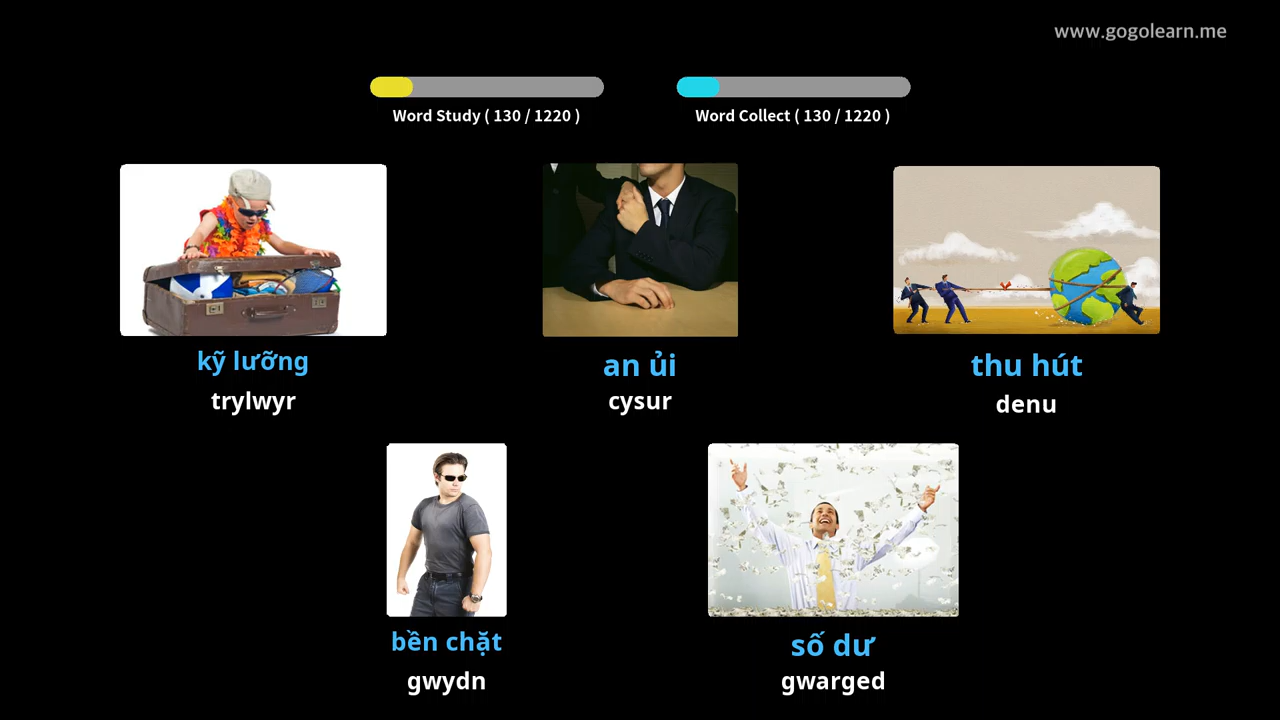 www.gogolearn.me
Word Study ( 130 / 1220 )
Word Collect ( 130 / 1220 )
kỹ lưỡng
trylwyr
an ủi
cysur
thu hút
denu
bền chặt
gwydn
số dư
gwarged